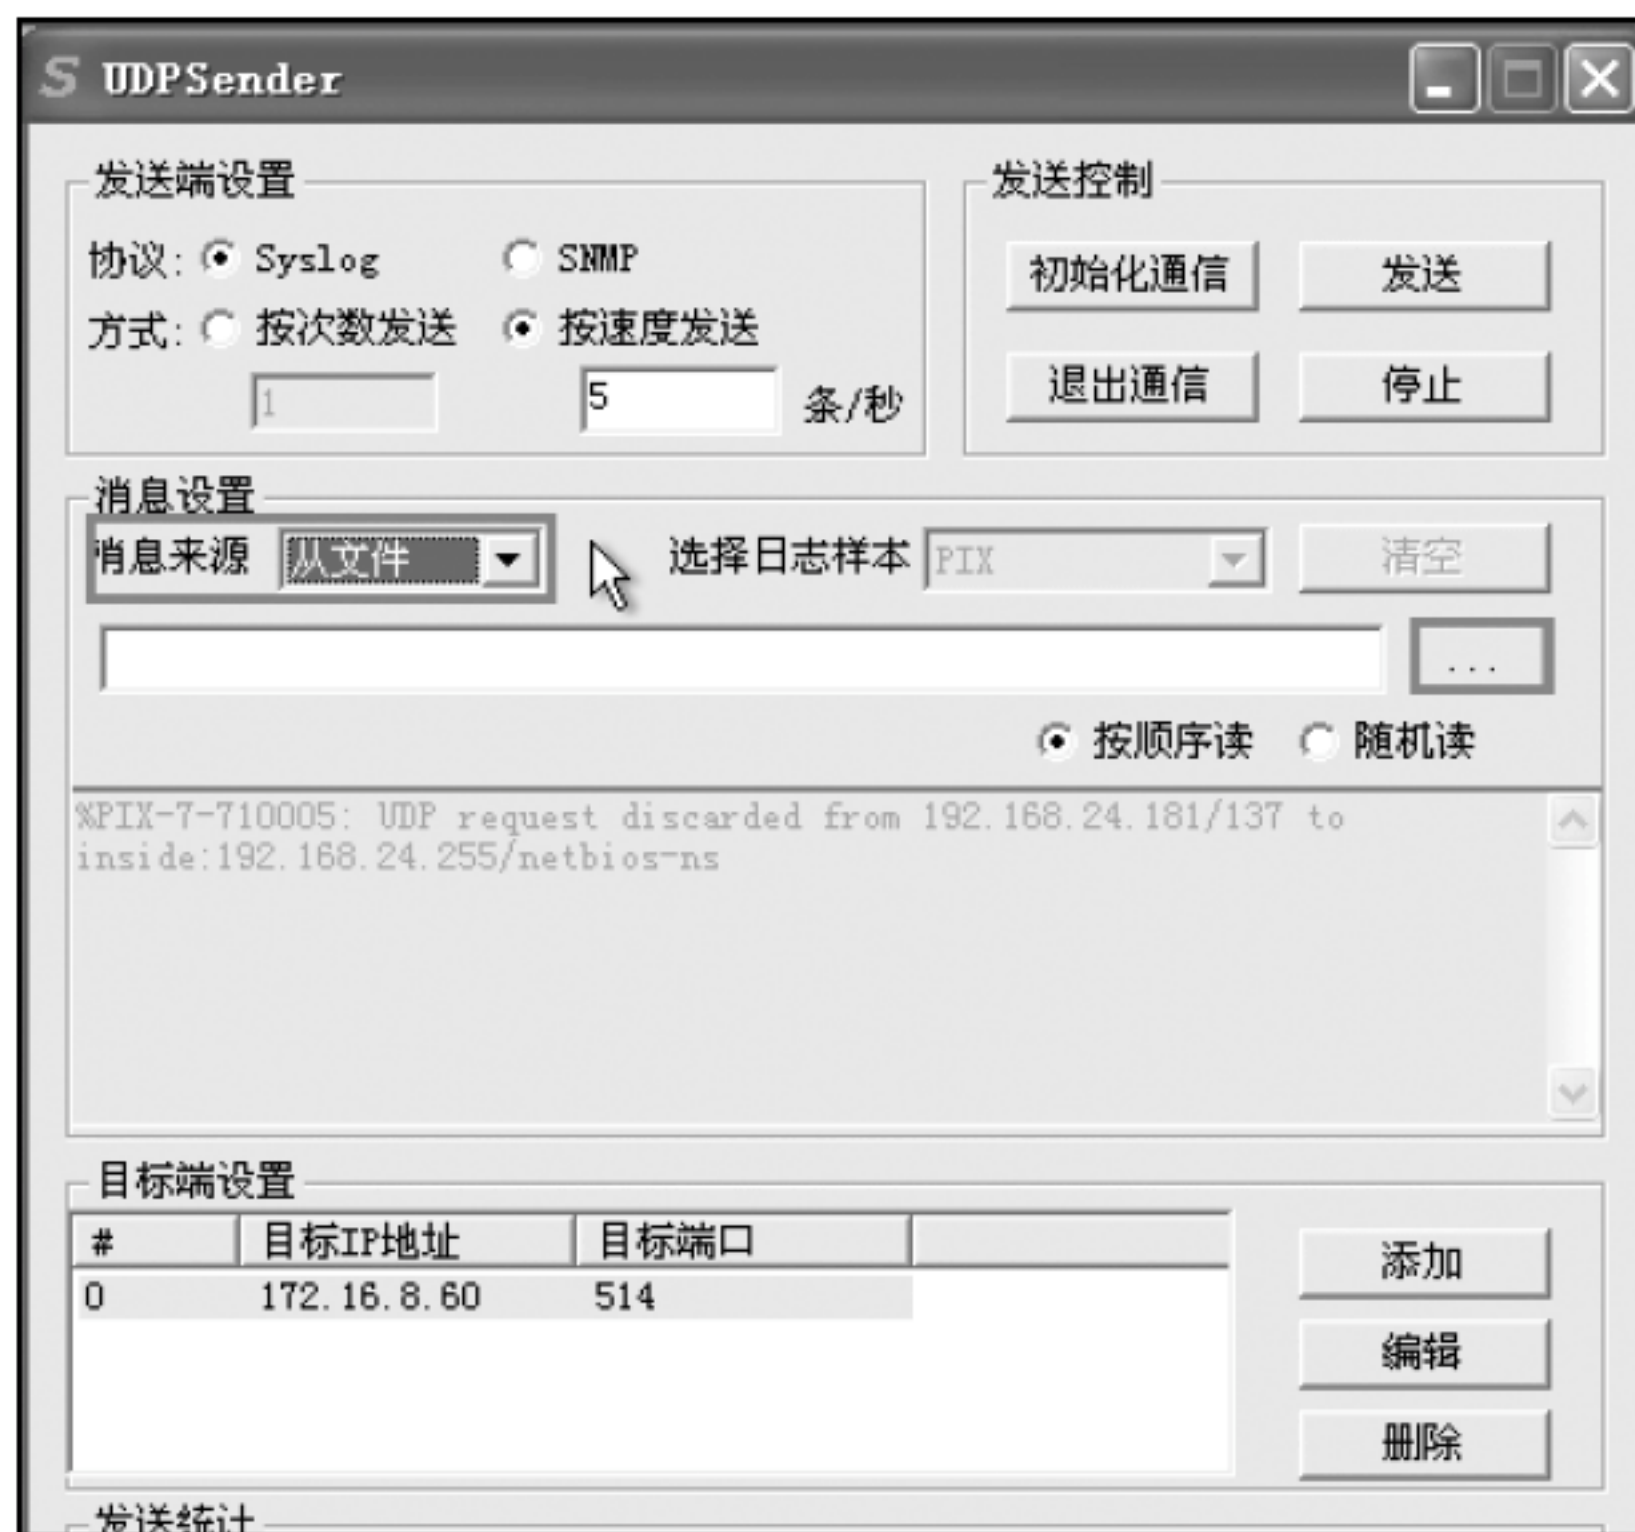 S UDPSender
发送端设置
协议: Syslog SNMP
方式: 按次数发送 按速度发送
1 5 条/秒
发送控制
初始化通信 发送
退出通信 停止
消息设置
消息来源 从文件 选择日志样本 PIX 清空
...
按顺序读 随机读
%PIX-7-710005: UDP request discarded from 192.168.24.181/137 to
inside:192.168.24.255/netbios-ns
目标端设置
# 目标IP地址 目标端口
0 172.16.8.60 514
添加
编辑
删除
发送统计